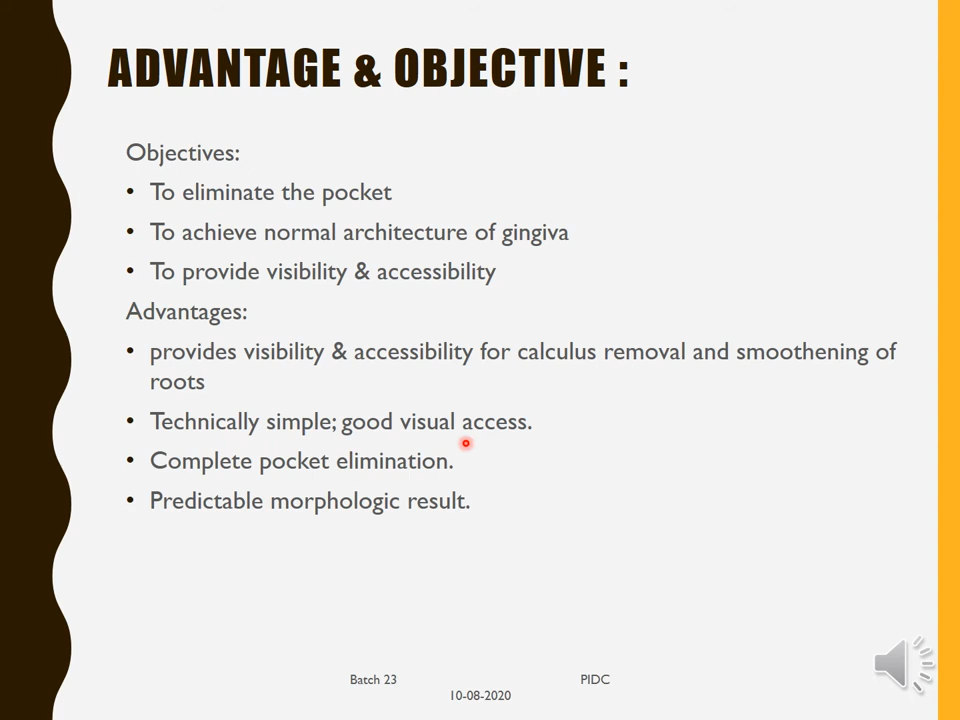 ADVANTAGE & OBJECTIVE :
Objectives:
• To eliminate the pocket
• To achieve normal architecture of gingiva
• To provide visibility & accessibility
Advantages:
• provides visibility & accessibility for calculus removal and smoothening of
roots
• Technically simple; good visual access.
• Complete pocket elimination.
• Predictable morphologic result.
Batch 23 PIDC
10-08-2020